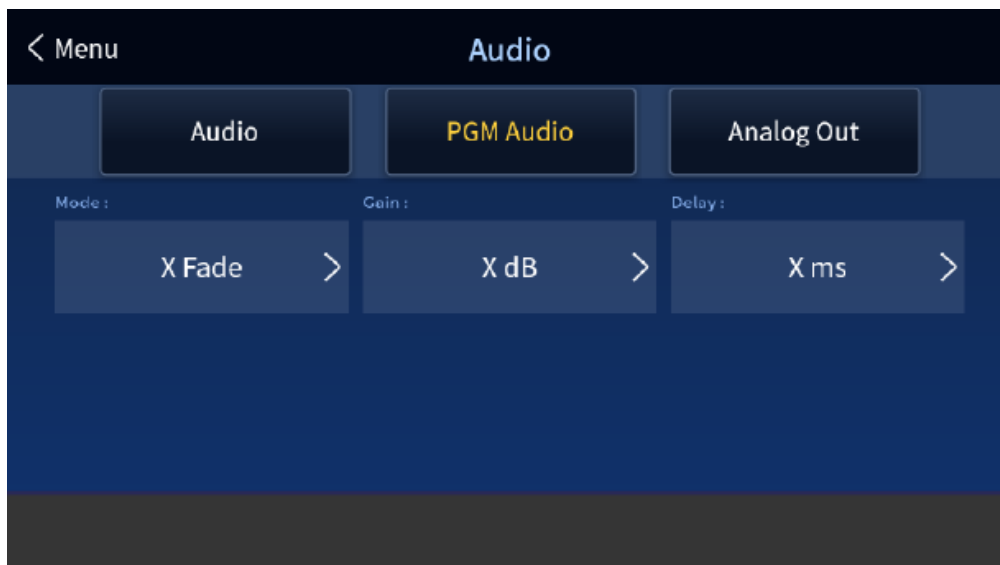 Menu
Audio
Audio
PGM Audio
Analog Out
Mode :
Gain :
Delay :
X Fade
X dB
X ms